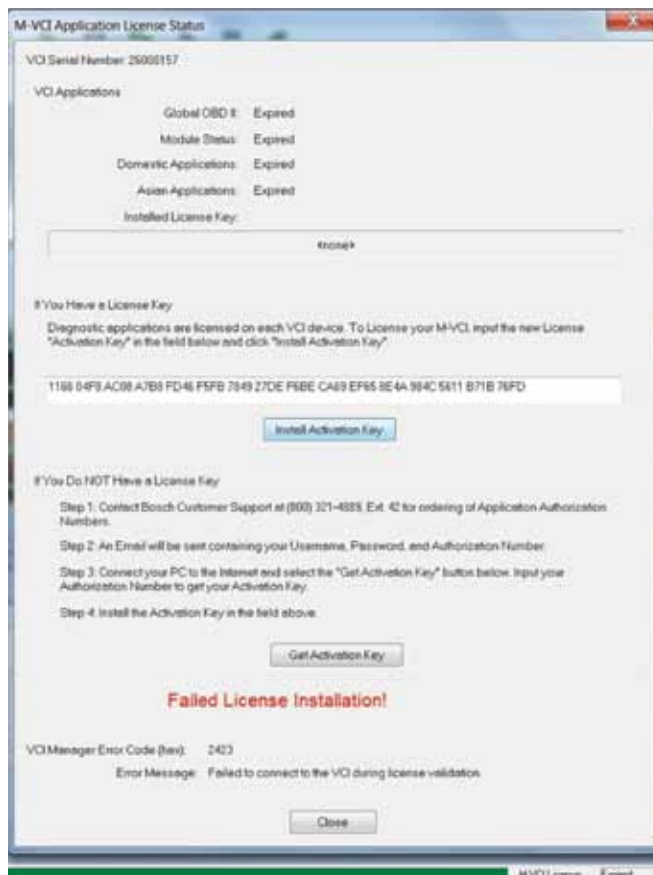 M-VCI Application License Status
VCI Serial Number: 26008157
VCI Applications
Global OBD II: Expired
Module Status: Expired
Domestic Applications: Expired
Asian Applications: Expired
Installed License Key:
<none>
If You Have a License Key
Diagnostic applications are licensed on each VCI device. To License your M-VCI, input the new License
"Activation Key" in the field below and click "Install Activation Key"
1166 04F9 AC08 A7B8 FD46 F5FB 7849 27DE F6BE CA89 EF65 8E4A 984C 5611 B71B 76FD
Install Activation Key
If You Do NOT Have a License Key
Step 1: Contact Bosch Customer Support at (800) 321-4889, Ext. 42 for ordering of Application Authorization
Numbers.
Step 2: An Email will be sent containing your Username, Password, and Authorization Number.
Step 3: Connect your PC to the Internet and select the "Get Activation Key" button below. Input your
Authorization Number to get your Activation Key.
Step 4: Install the Activation Key in the field above.
Get Activation Key
Failed License Installation!
VCI Manager Error Code (hex): 2423
Error Message: Failed to connect to the VCI during license validation
Close
M-VCI License Expired